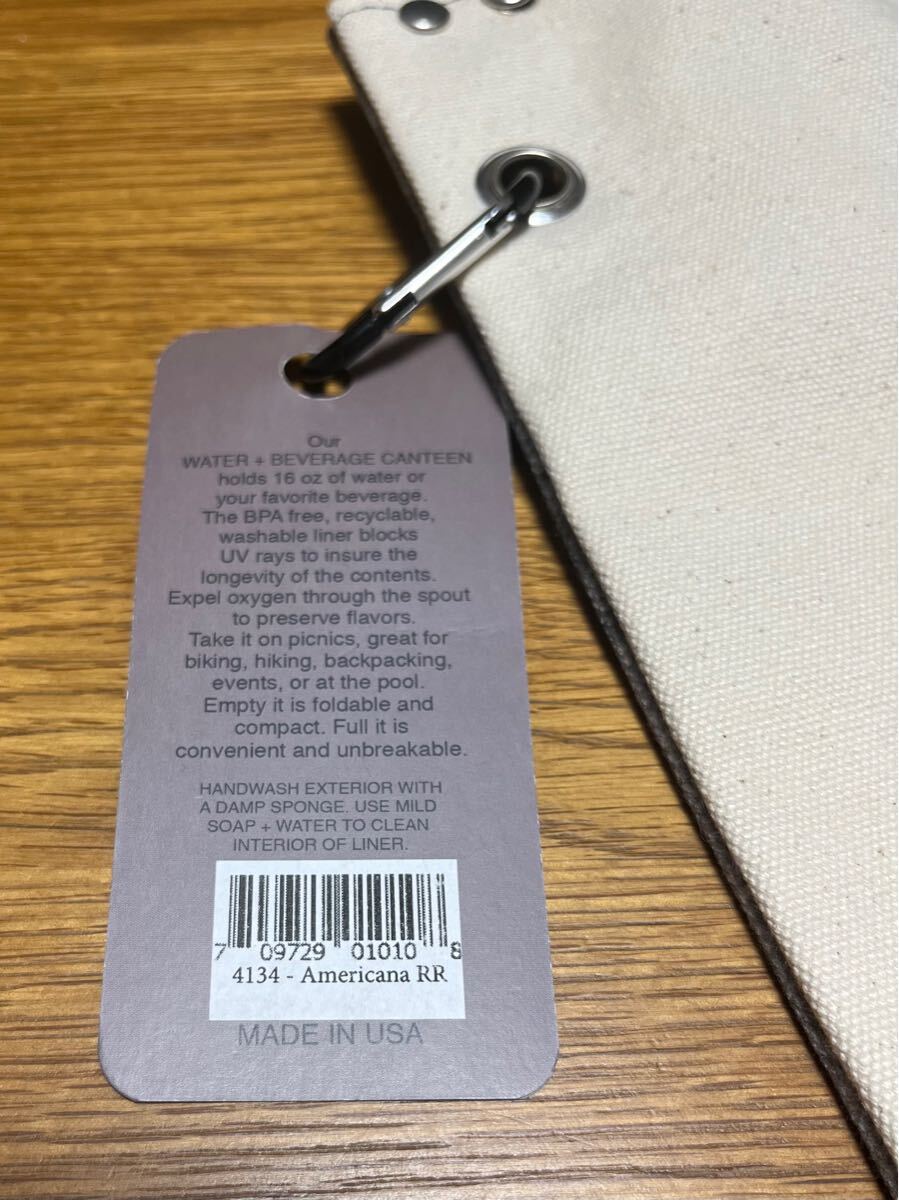 Our
WATER + BEVERAGE CANTEEN
holds 16 oz of water or
your favorite beverage.
The BPA free, recyclable,
washable liner blocks
UV rays to insure the
longevity of the contents.
Expel oxygen through the spout
to preserve flavors.
Take it on picnics, great for
biking, hiking, backpacking,
events, or at the pool.
Empty it is foldable and
compact. Full it is
convenient and unbreakable.
HANDWASH EXTERIOR WITH
A DAMP SPONGE. USE MILD
SOAP + WATER TO CLEAN
INTERIOR OF LINER.
7 09729 01010 8
4134 - Americana RR
MADE IN USA